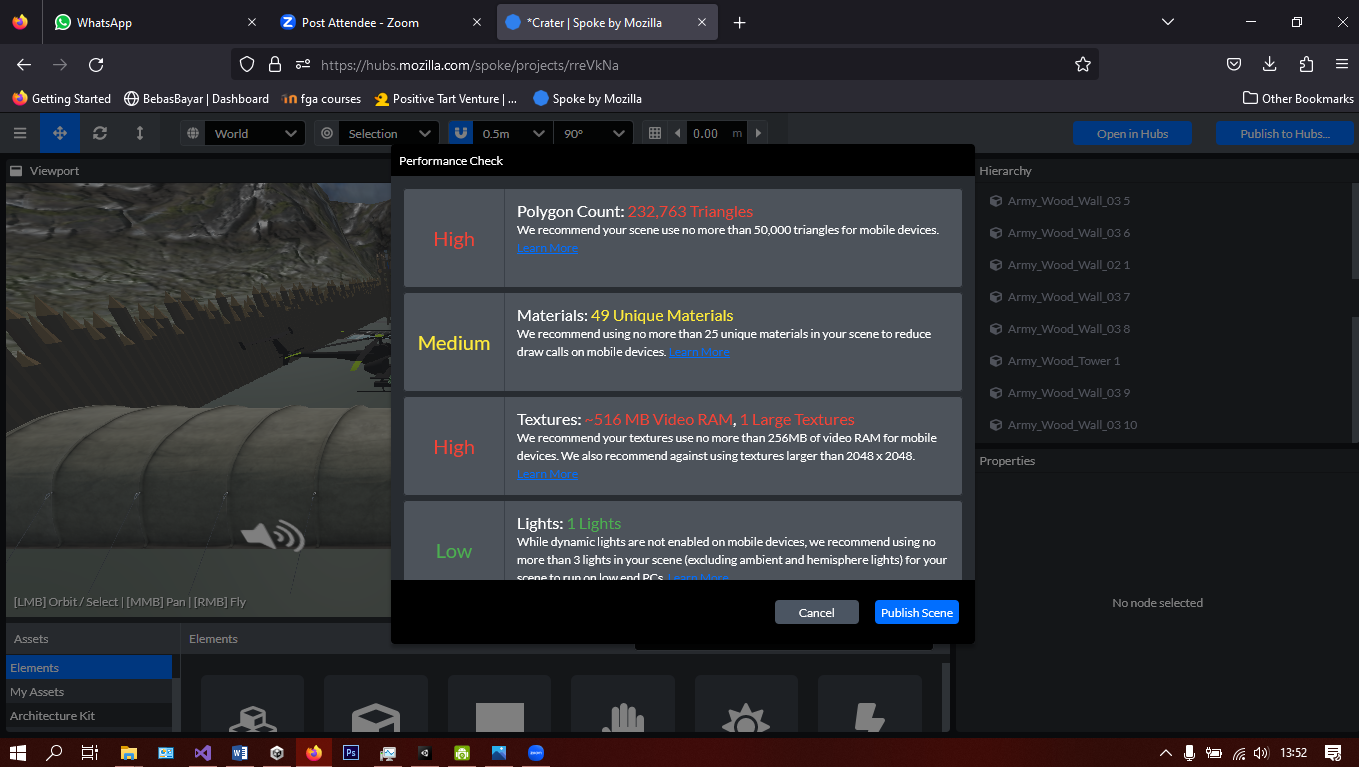 WhatsApp
Post Attendee - Zoom
*Crater | Spoke by Mozilla
https://hubs.mozilla.com/spoke/projects/rreVkNa
Getting Started
BebasBayar | Dashboard
fga courses
Positive Tart Venture | ...
Spoke by Mozilla
Other Bookmarks
World
Selection
0.5m
90°
0.00 m
Open in Hubs
Publish to Hubs...
Viewport
Performance Check
High
Polygon Count: 232,763 Triangles
We recommend your scene use no more than 50,000 triangles for mobile devices.
Learn More
Medium
Materials: 49 Unique Materials
We recommend using no more than 25 unique materials in your scene to reduce
draw calls on mobile devices. Learn More
High
Textures: ~516 MB Video RAM, 1 Large Textures
We recommend your textures use no more than 256MB of video RAM for mobile
devices. We also recommend against using textures larger than 2048 x 2048.
Learn More
Low
Lights: 1 Lights
While dynamic lights are not enabled on mobile devices, we recommend using no
more than 3 lights in your scene (excluding ambient and hemisphere lights) for your
scene to run on low end PCs. Learn More
Cancel
Publish Scene
Hierarchy
Army_Wood_Wall_03 5
Army_Wood_Wall_03 6
Army_Wood_Wall_02 1
Army_Wood_Wall_03 7
Army_Wood_Wall_03 8
Army_Wood_Tower 1
Army_Wood_Wall_03 9
Army_Wood_Wall_03 10
Properties
No node selected
[LMB] Orbit / Select | [MMB] Pan | [RMB] Fly
Assets
Elements
Elements
My Assets
Architecture Kit
13:52